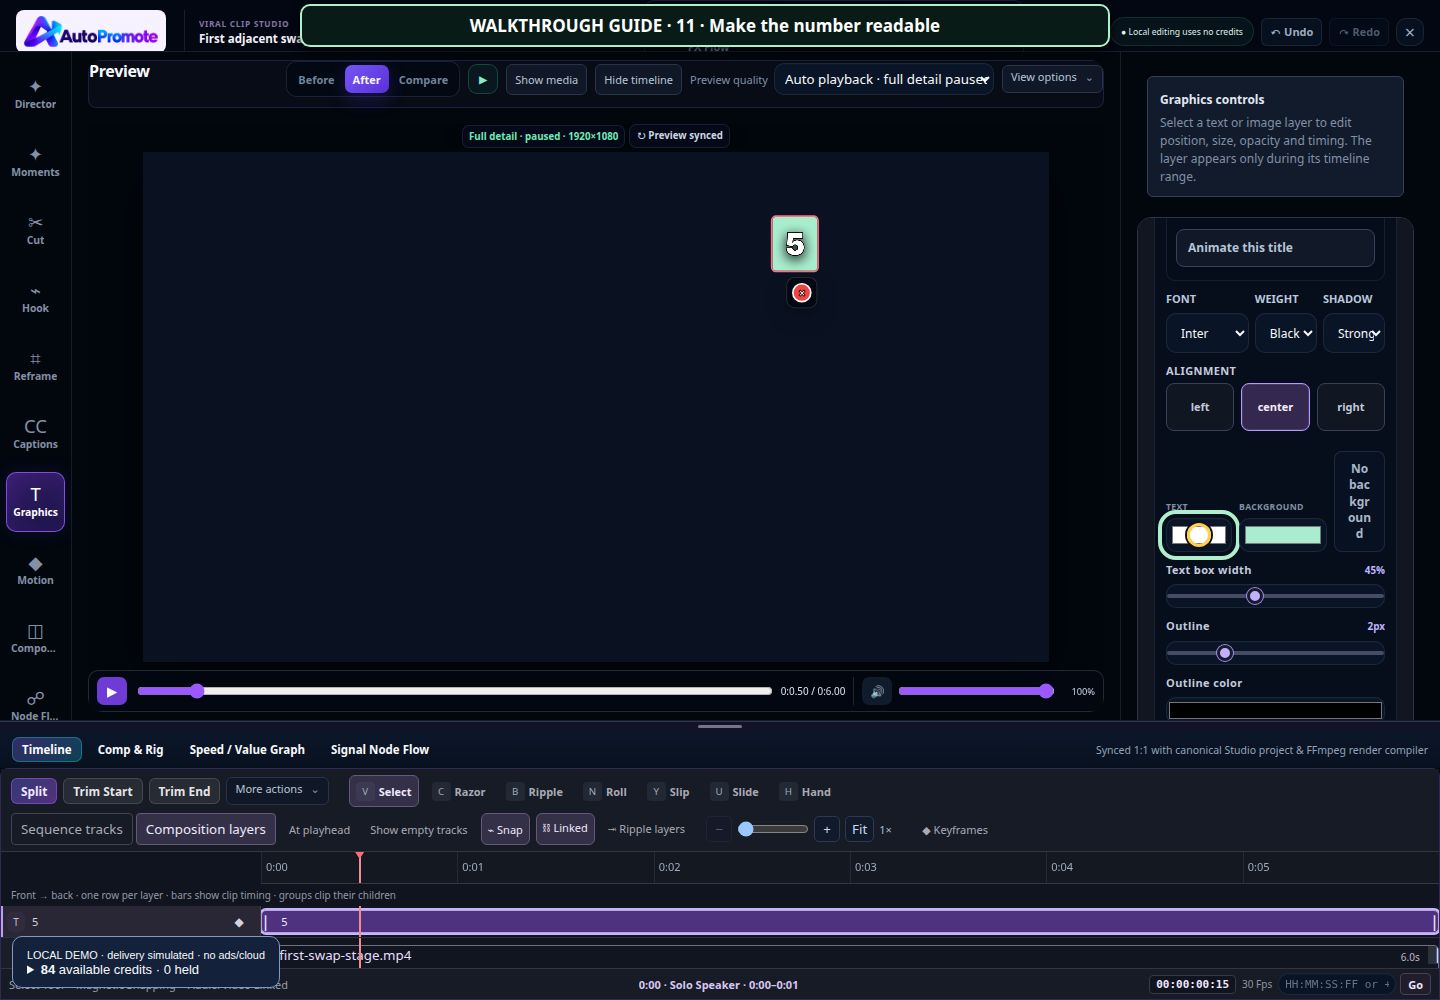 AutoPromote
VIRAL CLIP STUDIO
First adjacent swa
WALKTHROUGH GUIDE · 11 · Make the number readable
● Local editing uses no credits
↶ Undo
↷ Redo
✕
Director
Moments
Cut
Hook
Reframe
CC
Captions
T
Graphics
Motion
Compo...
Node Fl...
Preview
Before
After
Compare
▶
Show media
Hide timeline
Preview quality
Auto playback · full detail pause
View options
Full detail · paused · 1920×1080
↻ Preview synced
5
0:0.50 / 0:6.00
100%
Graphics controls
Select a text or image layer to edit
position, size, opacity and timing. The
layer appears only during its timeline
range.
Animate this title
FONT
WEIGHT
SHADOW
Inter
Black
Strong
ALIGNMENT
left
center
right
No
bac
kgr
oun
d
TEXT
BACKGROUND
Text box width
45%
Outline
2px
Outline color
Timeline
Comp & Rig
Speed / Value Graph
Signal Node Flow
Synced 1:1 with canonical Studio project & FFmpeg render compiler
Split
Trim Start
Trim End
More actions
V Select
C Razor
B Ripple
N Roll
Y Slip
U Slide
H Hand
Sequence tracks
Composition layers
At playhead
Show empty tracks
⌁ Snap
⛓ Linked
⇥ Ripple layers
−
+
Fit
1×
◆ Keyframes
0:00
0:01
0:02
0:03
0:04
0:05
Front → back · one row per layer · bars show clip timing · groups clip their children
T 5
5
first-swap-stage.mp4
6.0s
LOCAL DEMO · delivery simulated · no ads/cloud
▶ 84 available credits · 0 held
0:00 · Solo Speaker · 0:00–0:01
00:00:00:15
30 Fps
HH:MM:SS:FF or +
Go